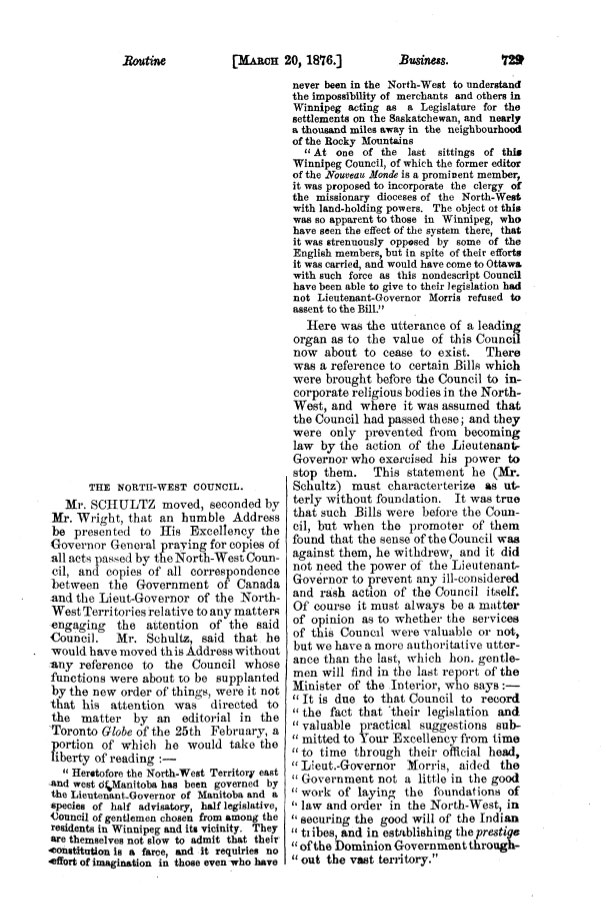 Routine [MARCH 20, 1876.] Business. 729
THE NORTH-WEST COUNCIL.
Mr. SCHULTZ moved, seconded by
Mr. Wright, that an humble Address
be presented to His Excellency the
Governor General praying for copies of
all acts passed by the North-West Coun-
cil, and copies of all correspondence
between the Government of Canada
and the Lieut-Governor of the North-
West Territories relative to any matters
engaging the attention of the said
Council. Mr. Schultz, said that he
would have moved this Address without
any reference to the Council whose
functions were about to be supplanted
by the new order of things, were it not
that his attention was directed to
the matter by an editorial in the
Toronto Globe of the 25th February, a
portion of which he would take the
liberty of reading :—
" Heretofore the North-West Territory east
and west of Manitoba has been governed by
the Lieutenant-Governor of Manitoba and a
species of half advisatory, half legislative,
Council of gentlemen chosen from among the
residents in Winnipeg and its vicinity. They
are themselves not slow to admit that their
constitution is a farce, and it requiries no
effort of imagination in those even who have
never been in the North-West to understand
the impossibility of merchants and others in
Winnipeg acting as a Legislature for the
settlements on the Saskatchewan, and nearly
a thousand miles away in the neighbourhood
of the Rocky Mountains
" At one of the last sittings of this
Winnipeg Council, of which the former editor
of the Nouveau Monde is a prominent member,
it was proposed to incorporate the clergy of
the missionary dioceses of the North-West
with land-holding powers. The object of this
was so apparent to those in Winnipeg, who
have seen the effect of the system there, that
it was strenuously opposed by some of the
English members, but in spite of their efforts
it was carried, and would have come to Ottawa
with such force as this nondescript Council
have been able to give to their legislation had
not Lieutenant-Governor Morris refused to
assent to the Bill."
Here was the utterance of a leading
organ as to the value of this Council
now about to cease to exist. There
was a reference to certain Bills which
were brought before the Council to in-
corporate religious bodies in the North-
West, and where it was assumed that
the Council had passed these; and they
were only prevented from becoming
law by the action of the Lieutenant-
Governor who exercised his power to
stop them. This statement he (Mr.
Schultz) must characterterize as ut-
terly without foundation. It was true
that such Bills were before the Coun-
cil, but when the promoter of them
found that the sense of the Council was
against them, he withdrew, and it did
not need the power of the Lieutenant-
Governor to prevent any ill-considered
and rash action of the Council itself.
Of course it must always be a matter
of opinion as to whether the services
of this Council were valuable or not,
but we have a more authoritative utter-
ance than the last, which hon. gentle-
men will find in the last report of the
Minister of the Interior, who says :—
" It is due to that Council to record
" the fact that their legislation and
" valuable practical suggestions sub-
" mitted to Your Excellency from time
" to time through their official head,
" Lieut.-Governor Morris, aided the
" Government not a little in the good
" work of laying the foundations of
" law and order in the North-West, in
" securing the good will of the Indian
" tribes, and in establishing the prestige
" of the Dominion Government through-
" out the vast territory."